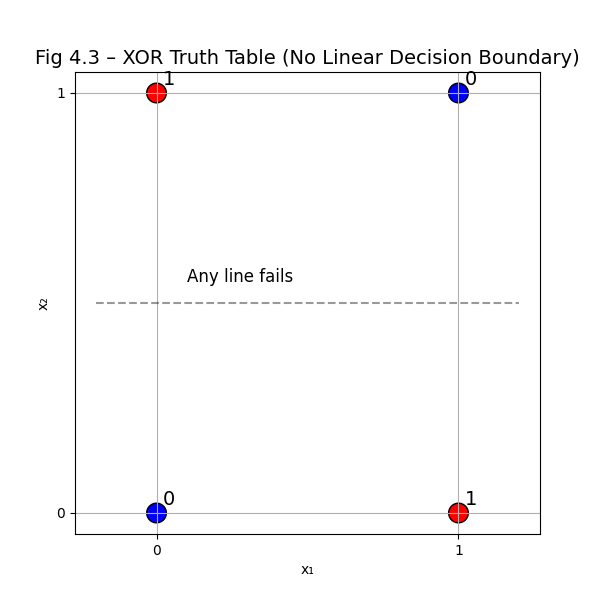 Fig 4.3 – XOR Truth Table (No Linear Decision Boundary)
1
0
1
Any line fails
x₂
0
1
0
0
1
x₁